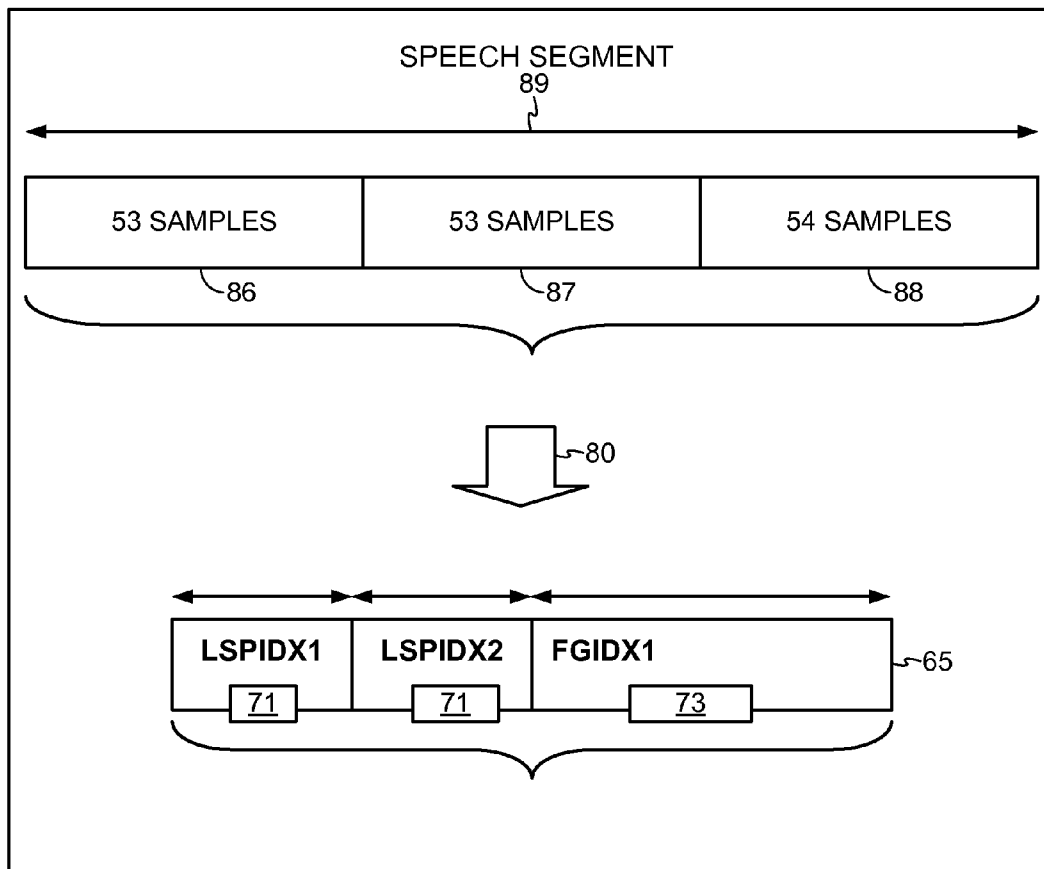 SPEECH SEGMENT
89
53 SAMPLES 53 SAMPLES 54 SAMPLES
86 87 88
80
LSPIDX1 LSPIDX2 FGIDX1
65
71 71 73